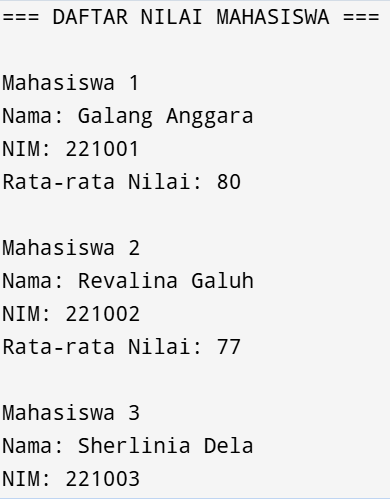 === DAFTAR NILAI MAHASISWA ===
Mahasiswa 1
Nama: Galang Anggara
NIM: 221001
Rata-rata Nilai: 80
Mahasiswa 2
Nama: Revalina Galuh
NIM: 221002
Rata-rata Nilai: 77
Mahasiswa 3
Nama: Sherlinia Dela
NIM: 221003